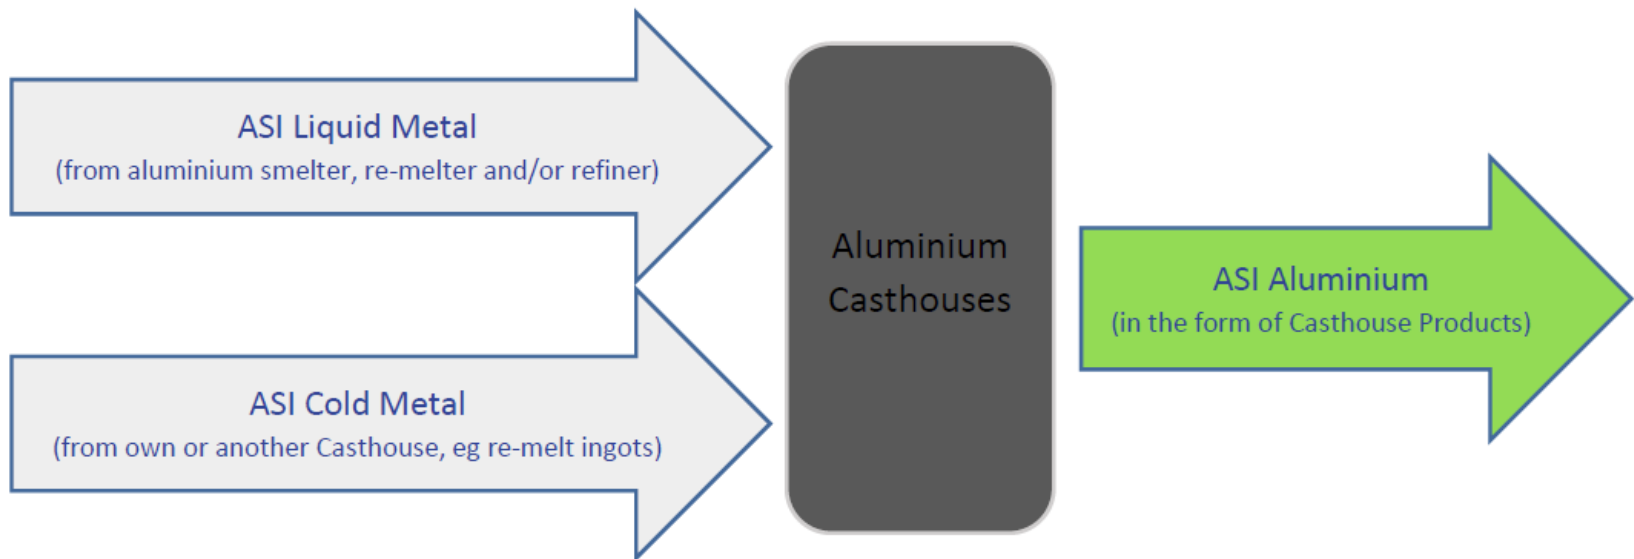 ASI Liquid Metal
(from aluminium smelter, re-melter and/or refiner)
ASI Cold Metal
(from own or another Casthouse, eg re-melt ingots)
Aluminium
Casthouses
ASI Aluminium
(in the form of Casthouse Products)